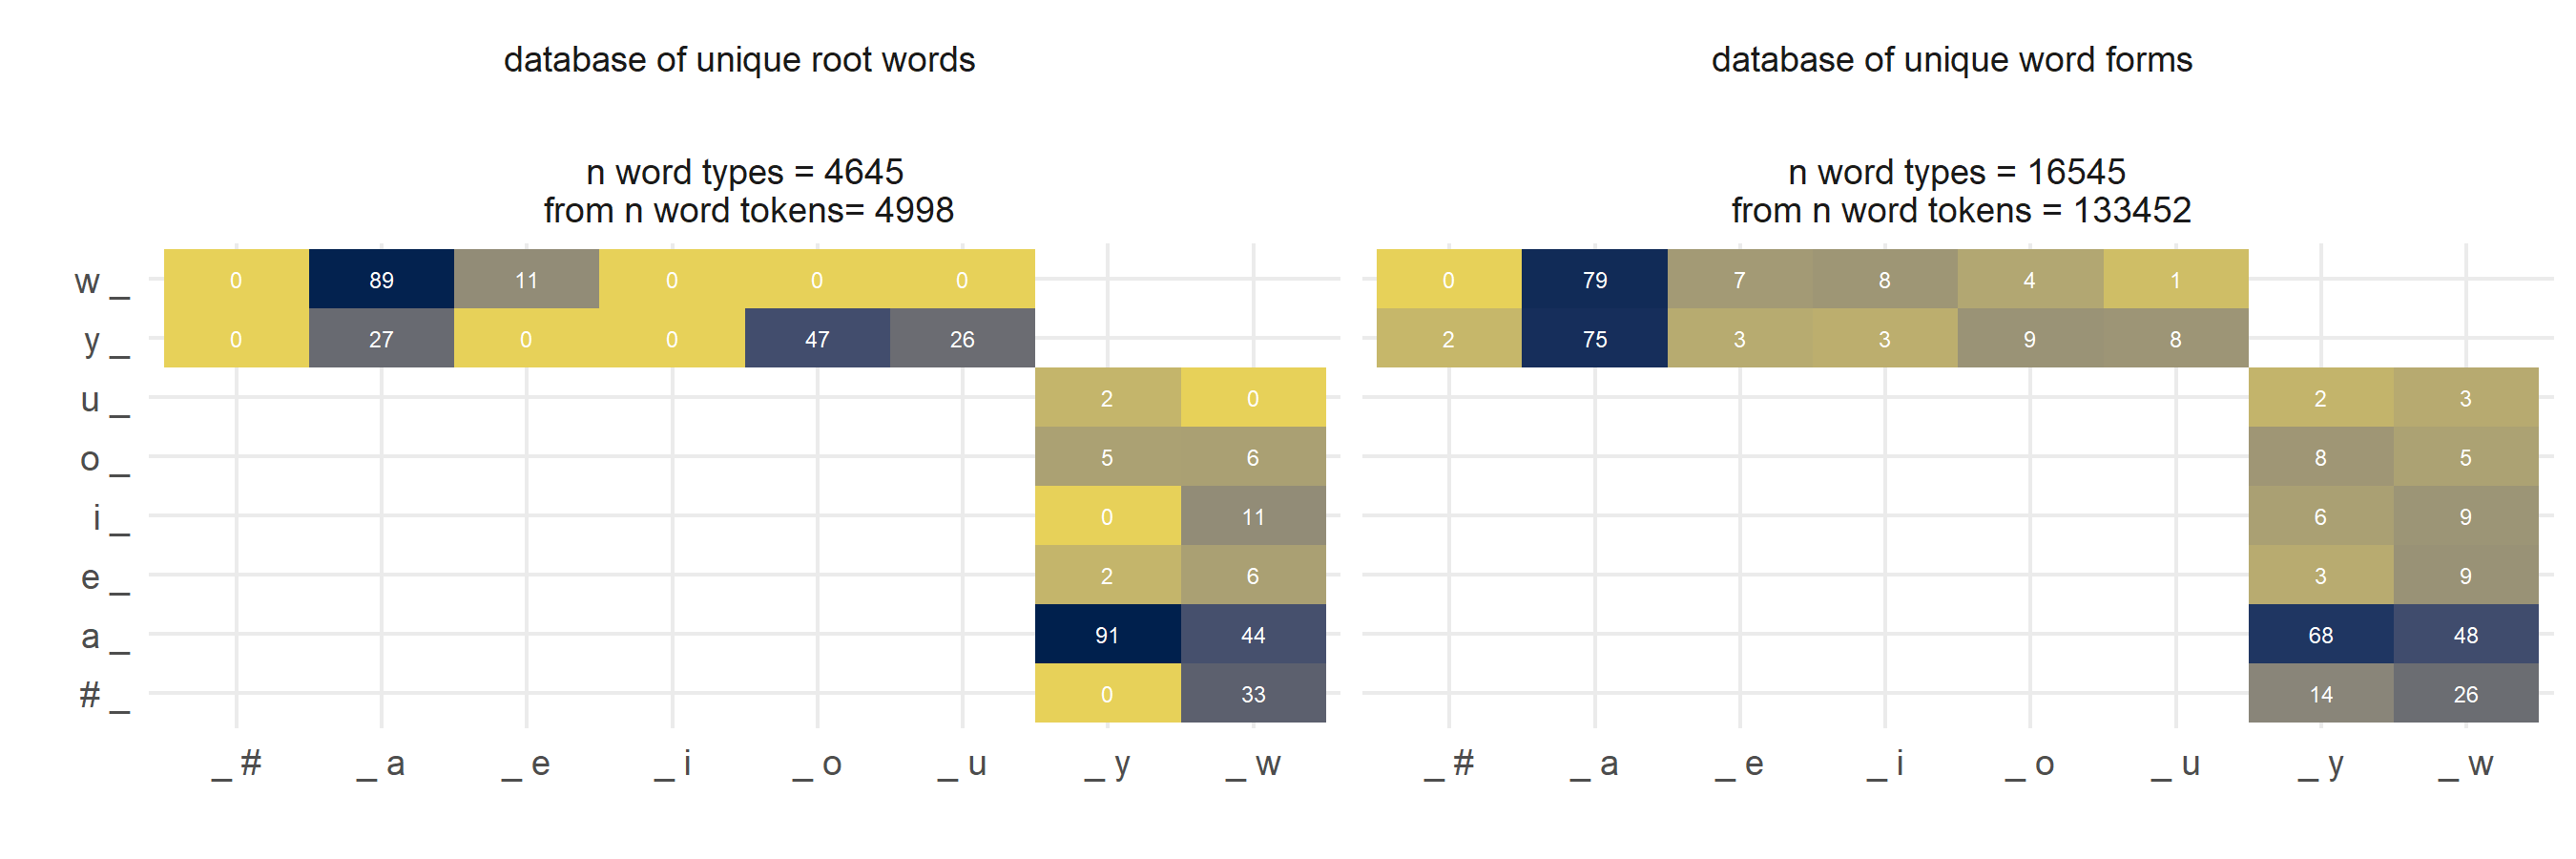 database of unique root words
database of unique word forms
n word types = 4645
from n word tokens= 4998
n word types = 16545
from n word tokens = 133452
w _ 0 89 11 0 0 0 0 79 7 8 4 1
y _ 0 27 0 0 47 26 2 75 3 3 9 8
u _ 2 0 2 3
o _ 5 6 8 5
i _ 0 11 6 9
e _ 2 6 3 9
a _ 91 44 68 48
# _ 0 33 14 26
_ # _ a _ e _ i _ o _ u _ y _ w _ # _ a _ e _ i _ o _ u _ y _ w